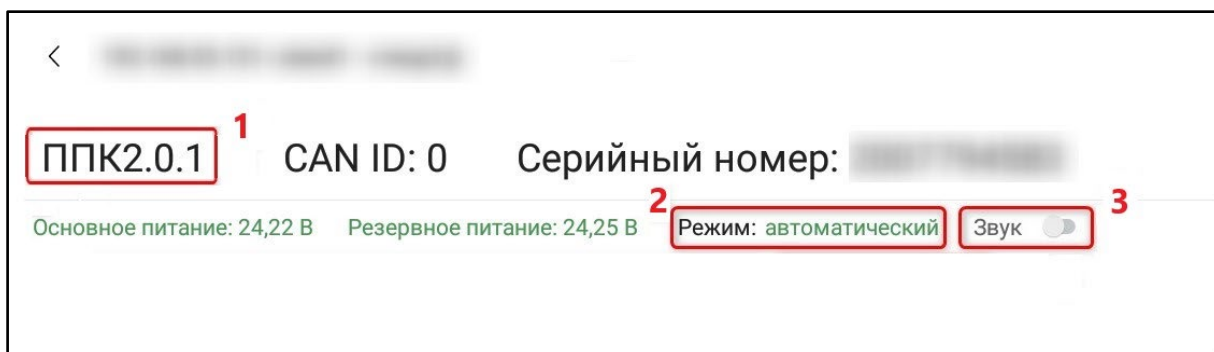 1
ППК2.0.1 CAN ID: 0 Серийный номер:
2 3
Основное питание: 24,22 В Резервное питание: 24,25 В Режим: автоматический Звук